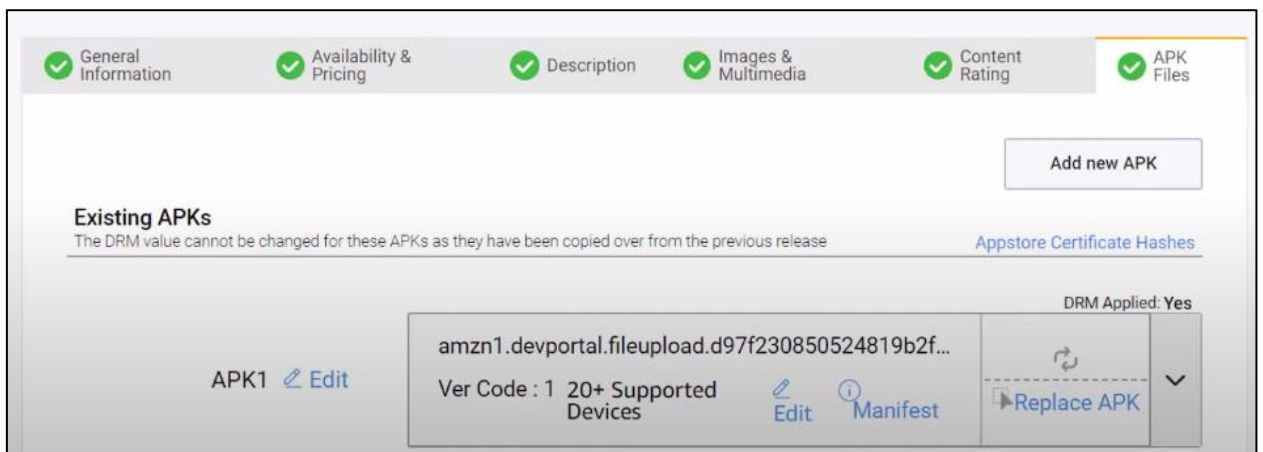 General
Information
Availability &
Pricing
Description
Images &
Multimedia
Content
Rating
APK
Files
Add new APK
Existing APKs
The DRM value cannot be changed for these APKs as they have been copied over from the previous release
Appstore Certificate Hashes
DRM Applied: Yes
APK1 Edit
amzn1.devportal.fileupload.d97f230850524819b2f...
Ver Code : 1 20+ Supported
Devices
Edit
Manifest
Replace APK